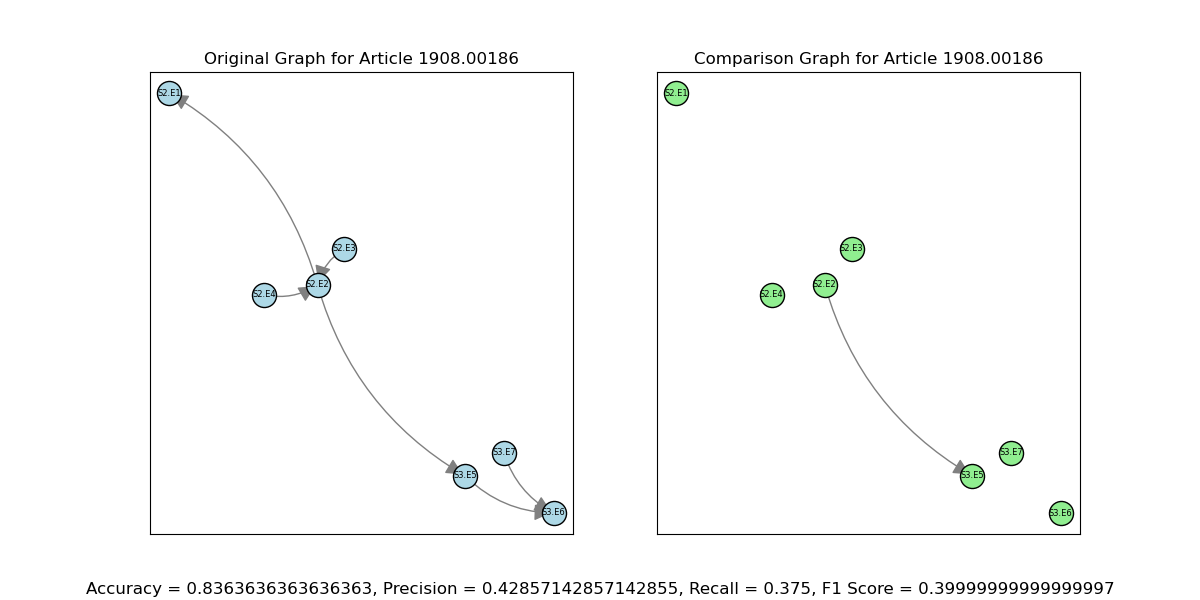 Original Graph for Article 1908.00186
S2.E1
S2.E3
S2.E2
S2.E4
S3.E7
S3.E5
S3.E6
Comparison Graph for Article 1908.00186
S2.E1
S2.E3
S2.E2
S2.E4
S3.E7
S3.E5
S3.E6
Accuracy = 0.8363636363636363, Precision = 0.42857142857142855, Recall = 0.375, F1 Score = 0.39999999999999997